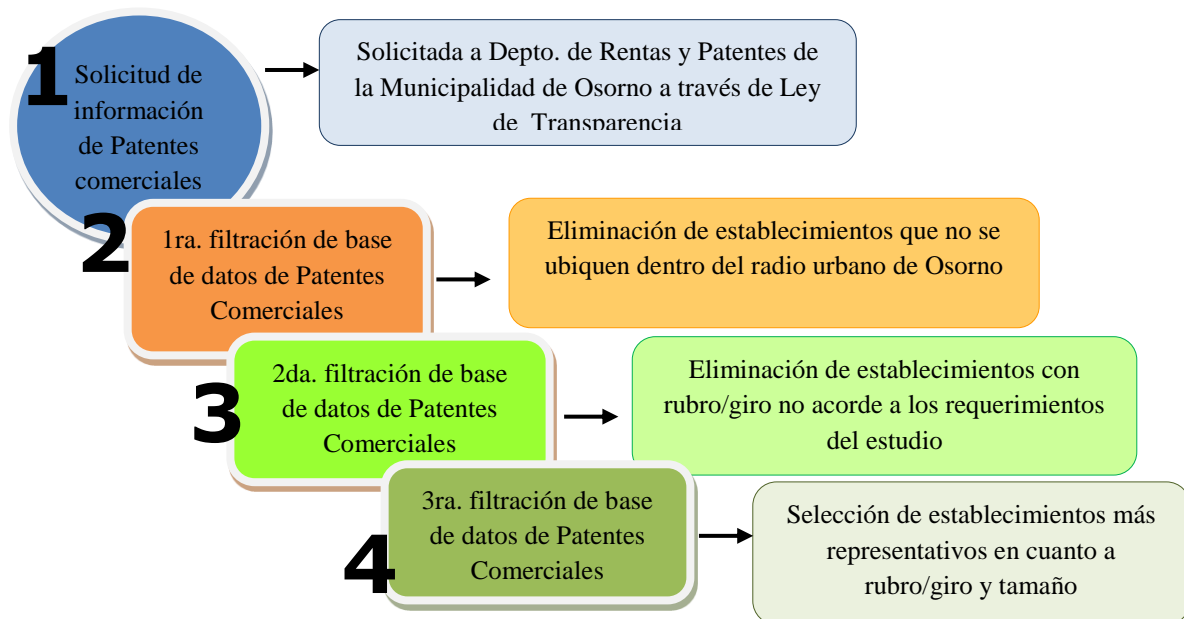 1
Solicitud de
información
de Patentes
comerciales
Solicitada a Depto. de Rentas y Patentes de
la Municipalidad de Osorno a través de Ley
de Transparencia
2
1ra. filtración de base
de datos de Patentes
Comerciales
Eliminación de establecimientos que no se
ubiquen dentro del radio urbano de Osorno
3
2da. filtración de base
de datos de Patentes
Comerciales
Eliminación de establecimientos con
rubro/giro no acorde a los requerimientos
del estudio
4
3ra. filtración de base
de datos de Patentes
Comerciales
Selección de establecimientos más
representativos en cuanto a
rubro/giro y tamaño